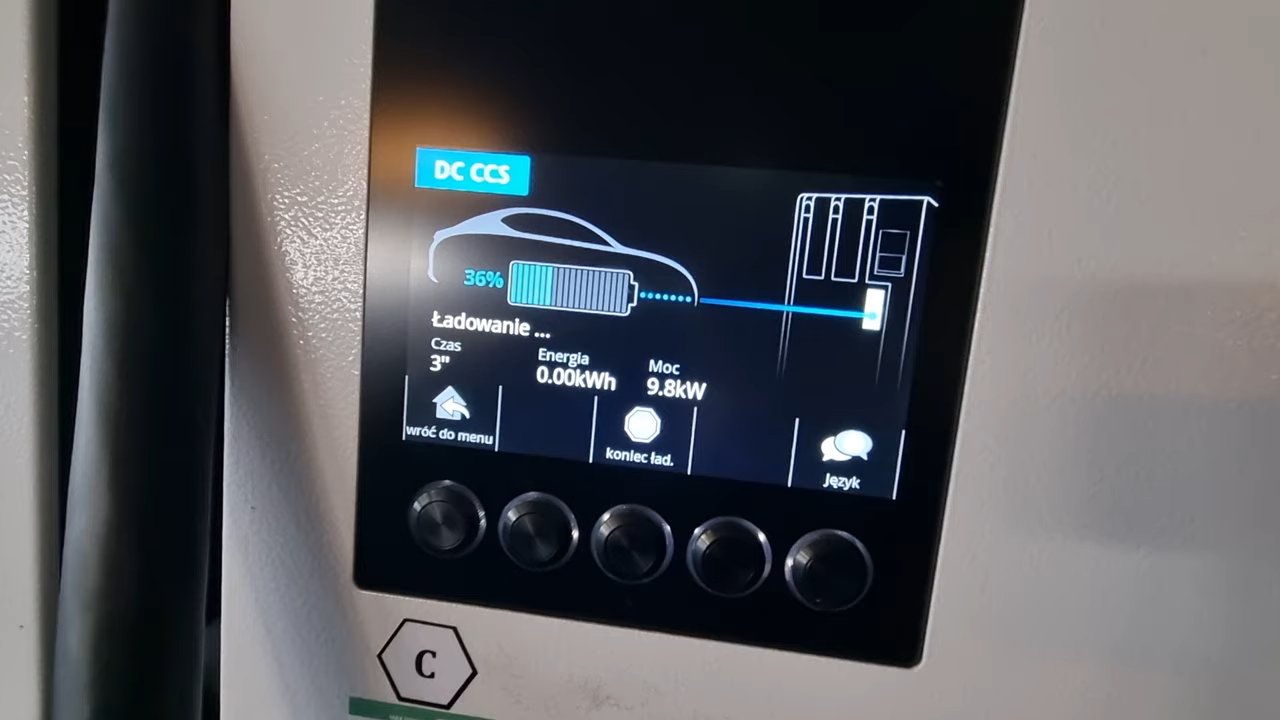 DC CCS
36%
Ładowanie ...
Czas
3"
Energia
0.00kWh
Moc
9.8kW
wróć do menu
koniec ład.
Język
C